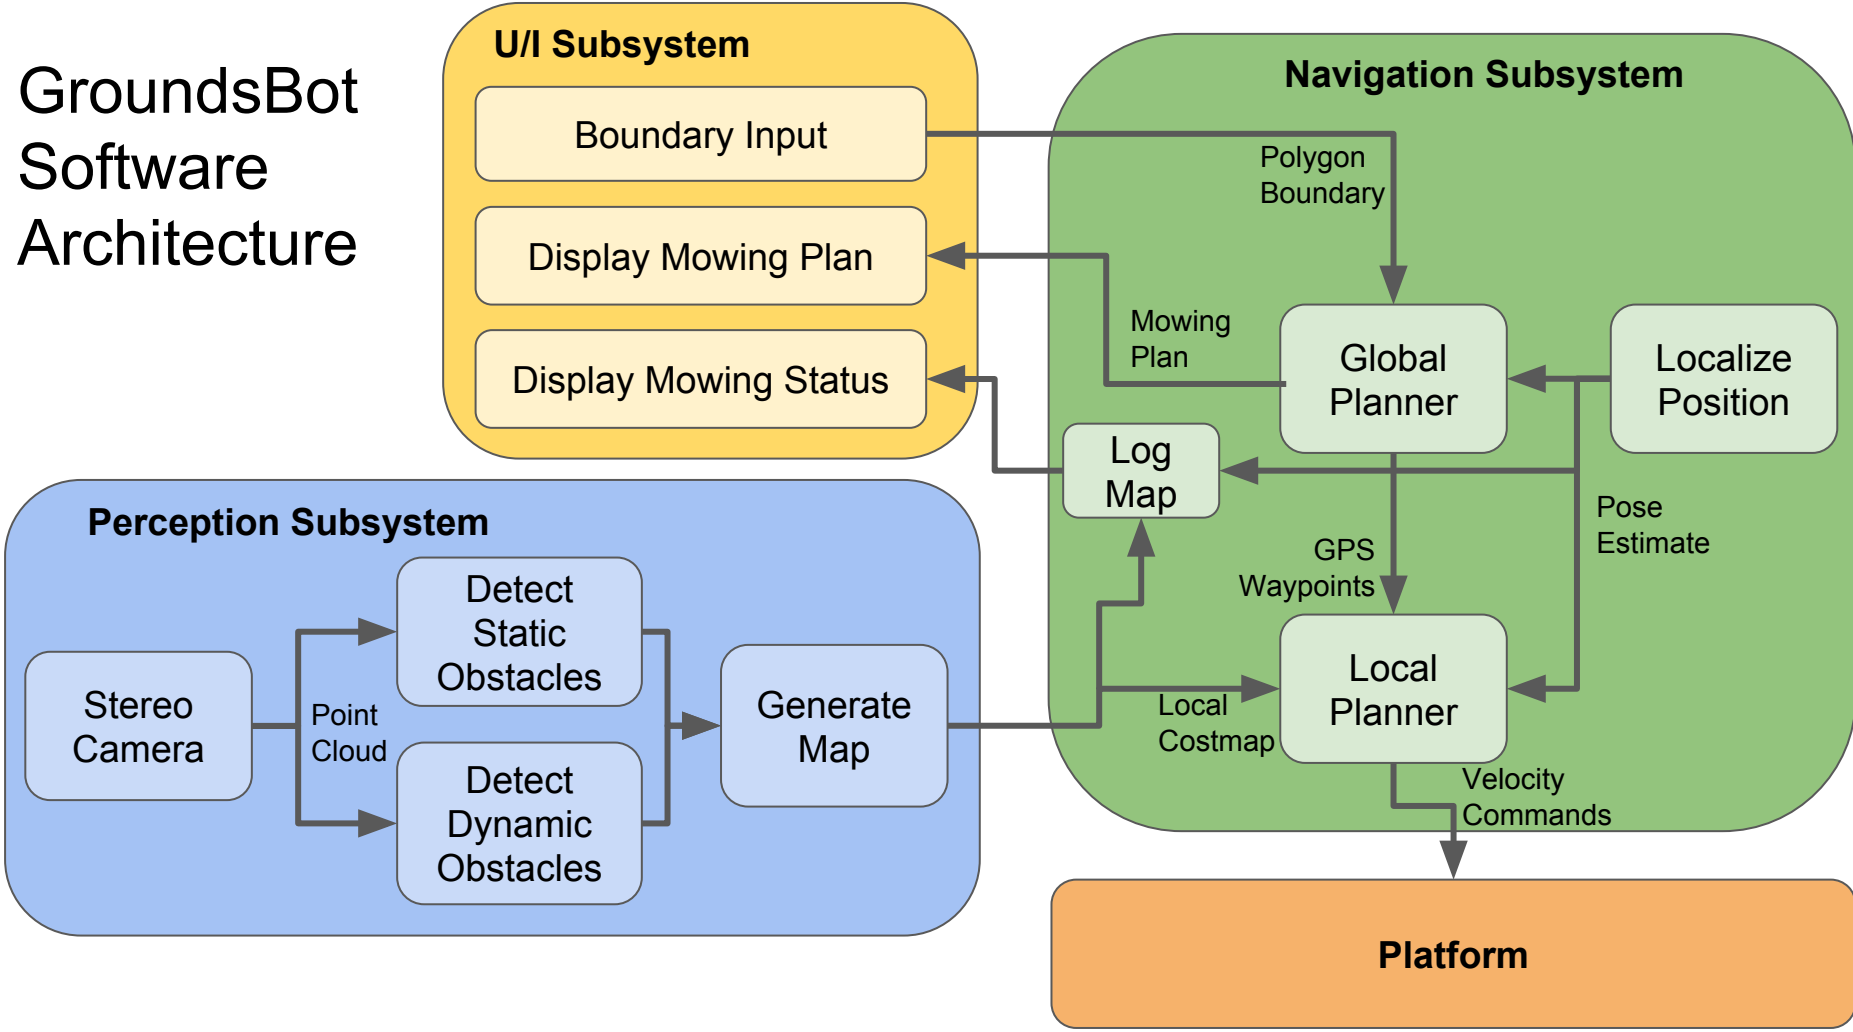 GroundsBot
Software
Architecture
U/I Subsystem
Boundary Input
Display Mowing Plan
Display Mowing Status
Navigation Subsystem
Polygon
Boundary
Mowing
Plan
Global
Planner
Localize
Position
Log
Map
Pose
Estimate
GPS
Waypoints
Local
Planner
Local
Costmap
Velocity
Commands
Perception Subsystem
Stereo
Camera
Point
Cloud
Detect
Static
Obstacles
Detect
Dynamic
Obstacles
Generate
Map
Platform